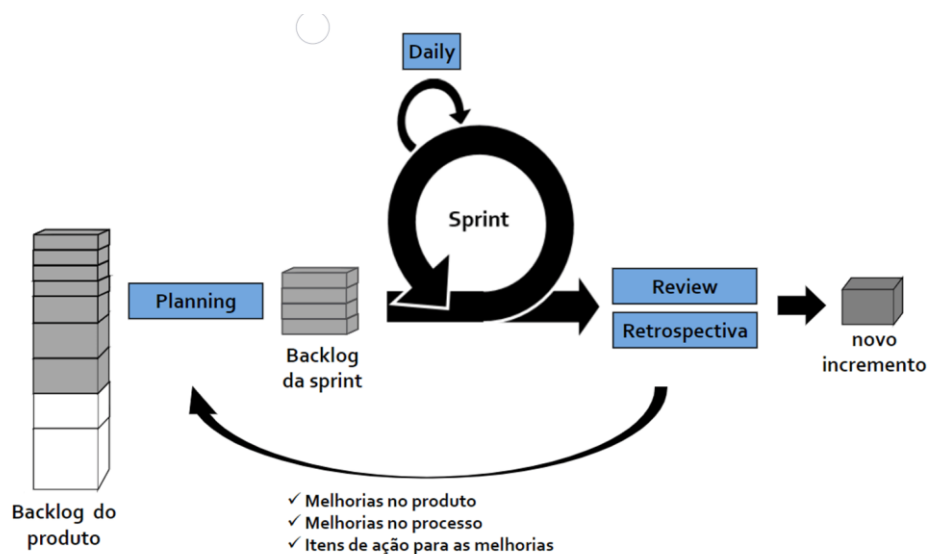 Daily
Sprint
Planning
Backlog
da sprint
Review
Retrospectiva
novo
incremento
Backlog do
produto
✓ Melhorias no produto
✓ Melhorias no processo
✓ Itens de ação para as melhorias